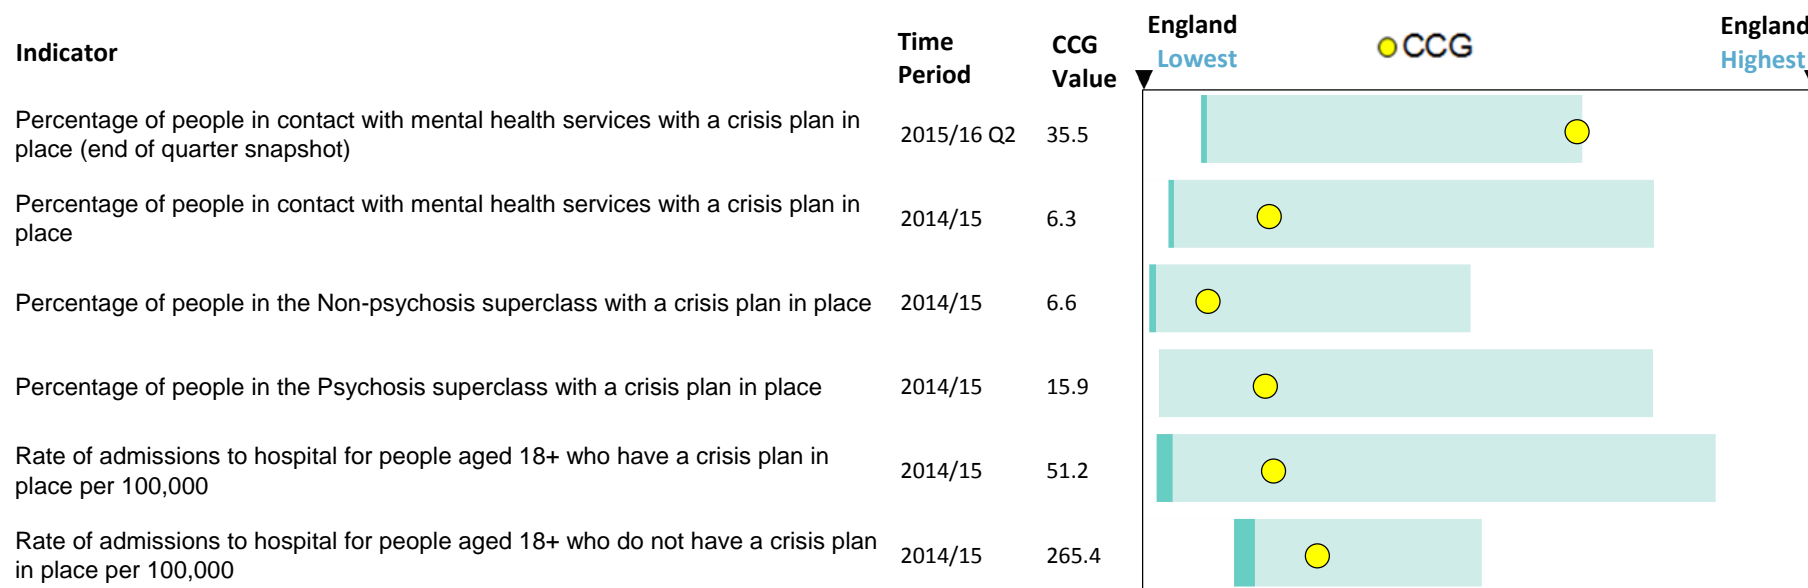 Indicator
Time Period
CCG Value
England Lowest
CCG
England Highest
Percentage of people in contact with mental health services with a crisis plan in
place (end of quarter snapshot)
2015/16 Q2 35.5
Percentage of people in contact with mental health services with a crisis plan in
place
2014/15 6.3
Percentage of people in the Non-psychosis superclass with a crisis plan in place 2014/15 6.6
Percentage of people in the Psychosis superclass with a crisis plan in place 2014/15 15.9
Rate of admissions to hospital for people aged 18+ who have a crisis plan in
place per 100,000
2014/15 51.2
Rate of admissions to hospital for people aged 18+ who do not have a crisis plan
in place per 100,000
2014/15 265.4